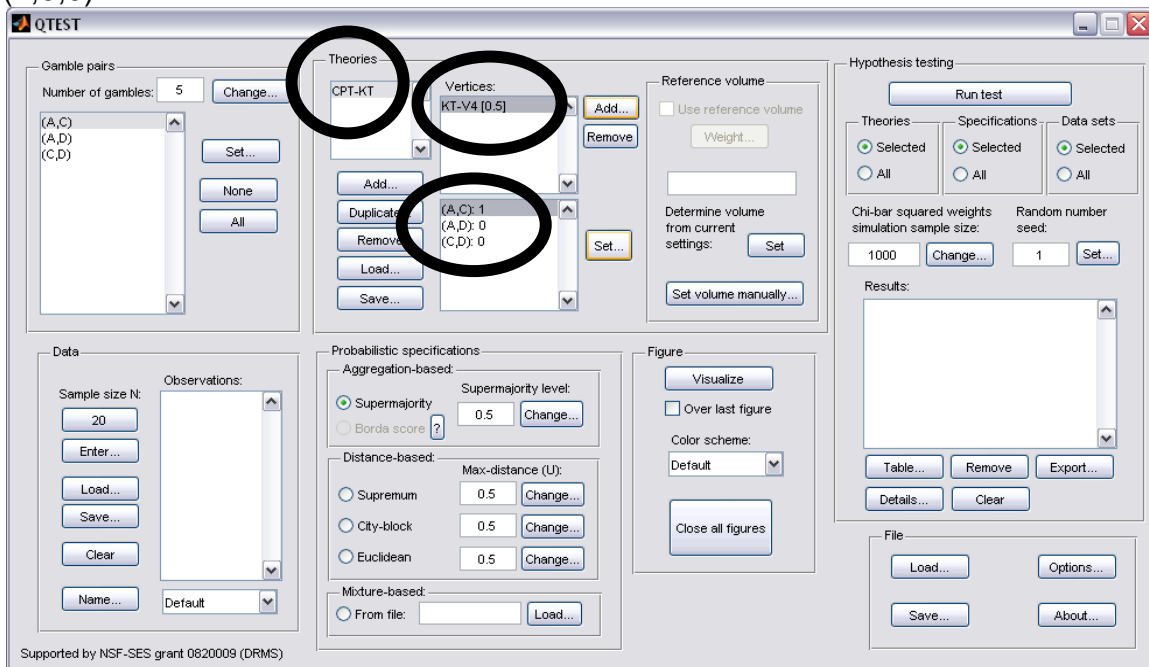 QTEST
Gamble pairs
Number of gambles: 5 Change...
(A,C)
(A,D)
(C,D)
Set...
None
All
Theories
CPT-KT
Add...
Duplicate...
Remove
Load...
Save...
Vertices:
KT-V4 [0.5]
Add...
Remove
(A,C): 1
(A,D): 0
(C,D): 0
Set...
Reference volume
Use reference volume
Weight...
Determine volume
from current
settings: Set
Set volume manually...
Hypothesis testing
Run test
Theories
Selected
All
Specifications
Selected
All
Data sets
Selected
All
Chi-bar squared weights
simulation sample size:
1000 Change...
Random number
seed:
1 Set...
Results:
Table... Remove Export...
Details... Clear
Data
Sample size N:
20
Enter...
Load...
Save...
Clear
Name...
Observations:
Default
Probabilistic specifications
Aggregation-based:
Supermajority level:
Supermajority 0.5 Change...
Borda score ?
Distance-based:
Max-distance (U):
Supremum 0.5 Change...
City-block 0.5 Change...
Euclidean 0.5 Change...
Mixture-based:
From file: Load...
Figure
Visualize
Over last figure
Color scheme:
Default
Close all figures
File
Load... Options...
Save... About...
Supported by NSF-SES grant 0820009 (DRMS)